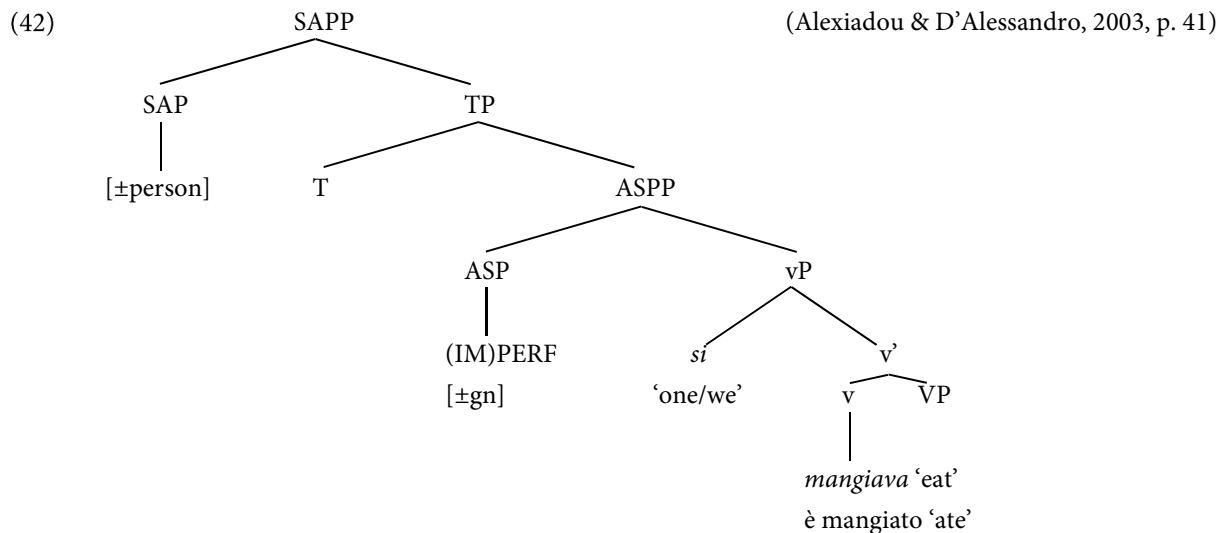 (42) SAPP (Alexiadou & D’Alessandro, 2003, p. 41)
SAP TP
[±person] T ASPP
ASP vP
(IM)PERF si v’
[±gn] ‘one/we’ v VP
mangiava ‘eat’
è mangiato ‘ate’